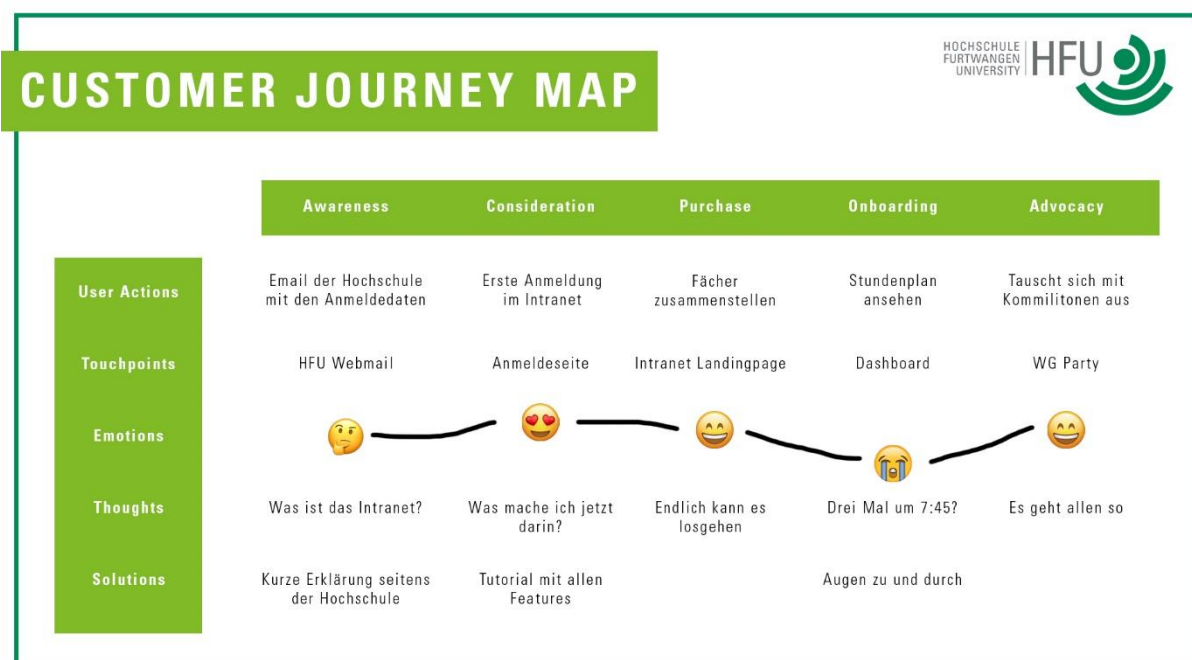 HOCHSCHULE
FURTWANGEN
UNIVERSITY
HFU
CUSTOMER JOURNEY MAP
Awareness Consideration Purchase Onboarding Advocacy
User Actions
Email der Hochschule
mit den Anmeldedaten
Erste Anmeldung
im Intranet
Fächer
zusammenstellen
Stundenplan
ansehen
Tauscht sich mit
Kommilitonen aus
Touchpoints
HFU Webmail
Anmeldeseite
Intranet Landingpage
Dashboard
WG Party
Emotions
Thoughts
Was ist das Intranet?
Was mache ich jetzt
darin?
Endlich kann es
losgehen
Drei Mal um 7:45?
Es geht allen so
Solutions
Kurze Erklärung seitens
der Hochschule
Tutorial mit allen
Features
Augen zu und durch